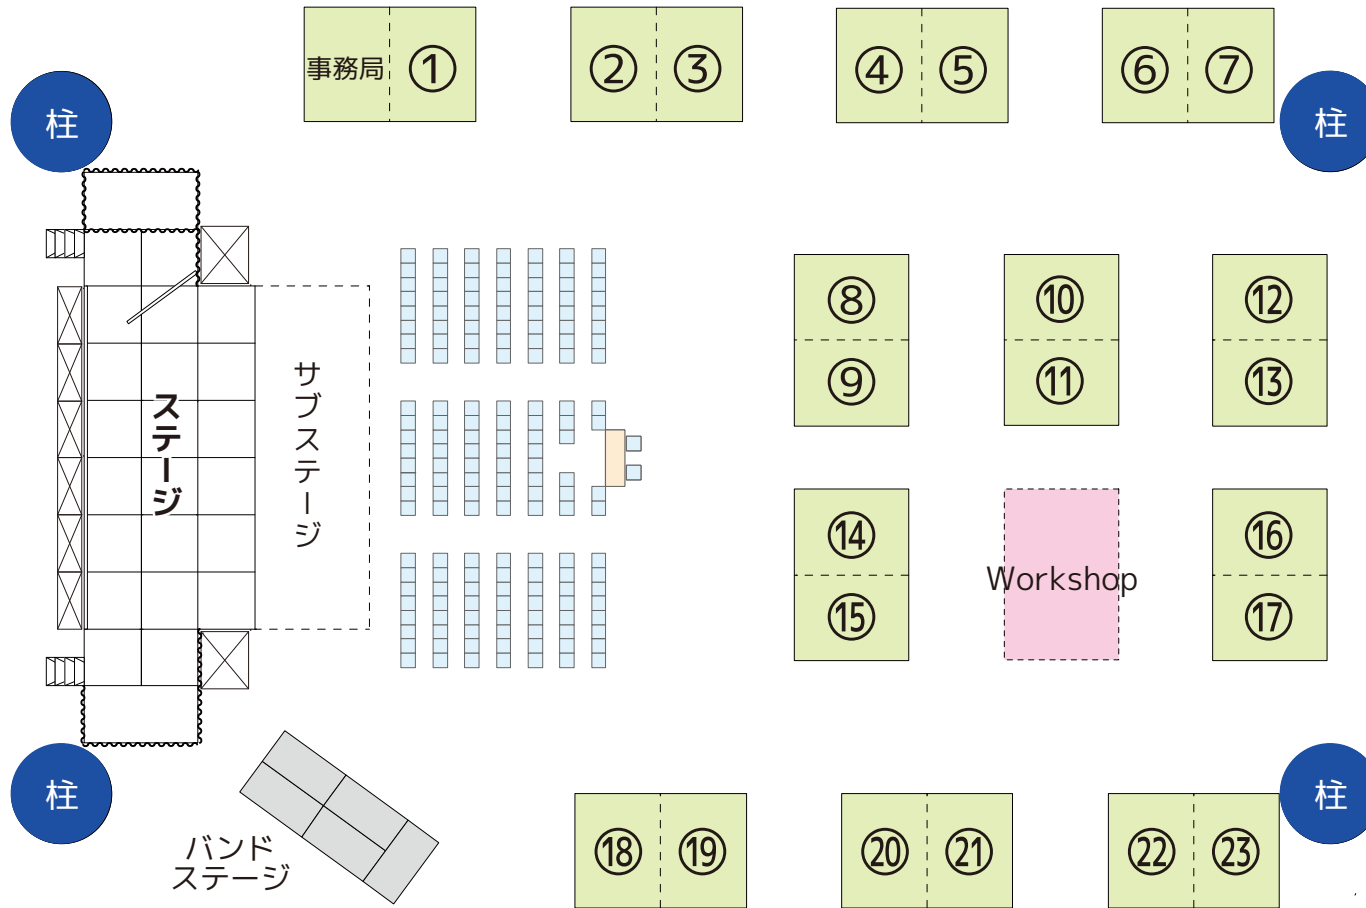 事務局 ① ② ③ ④ ⑤ ⑥ ⑦
柱 柱
⑧ ⑩ ⑫
⑨ ⑪ ⑬
ステージ
サブステージ
⑭ ⑯
Workshop
⑮ ⑰
柱 柱
バンド
ステージ
⑱ ⑲ ⑳ ㉑ ㉒ ㉓